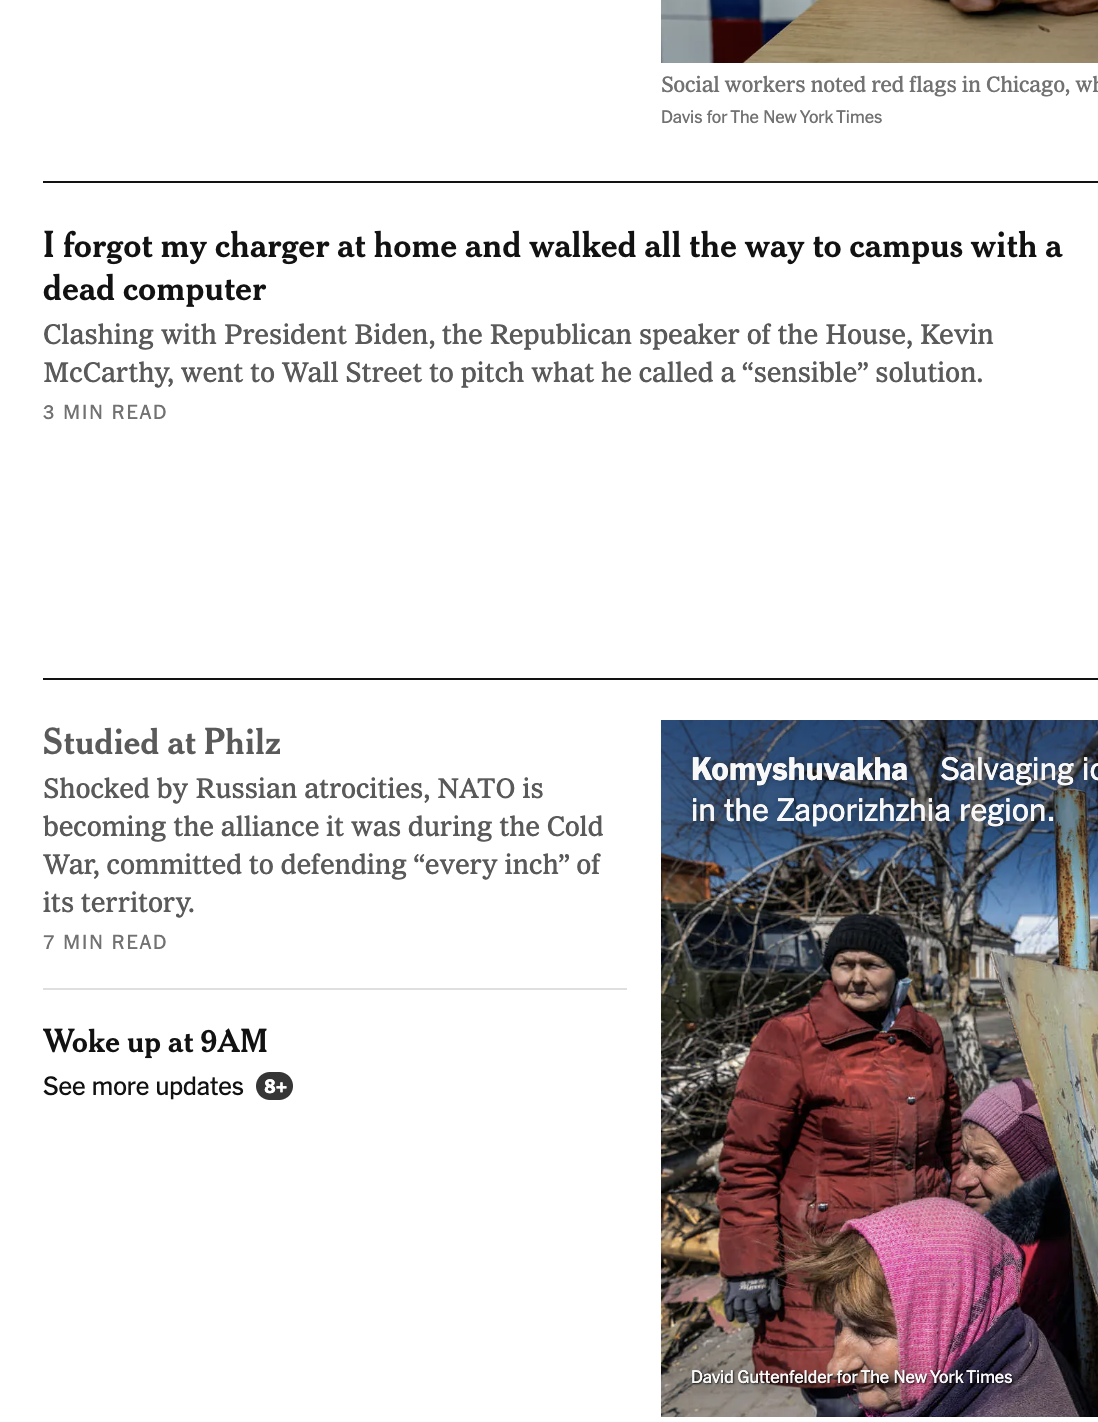 Social workers noted red flags in Chicago,
Davis for The New York Times
I forgot my charger at home and walked all the way to campus with a
dead computer
Clashing with President Biden, the Republican speaker of the House, Kevin
McCarthy, went to Wall Street to pitch what he called a “sensible” solution.
3 MIN READ
Studied at Philz
Shocked by Russian atrocities, NATO is
becoming the alliance it was during the Cold
War, committed to defending “every inch” of
its territory.
7 MIN READ
Woke up at 9AM
See more updates 8+
Komyshuvakha Salvaging
in the Zaporizhzhia region.
David Guttenfelder for The New York Times